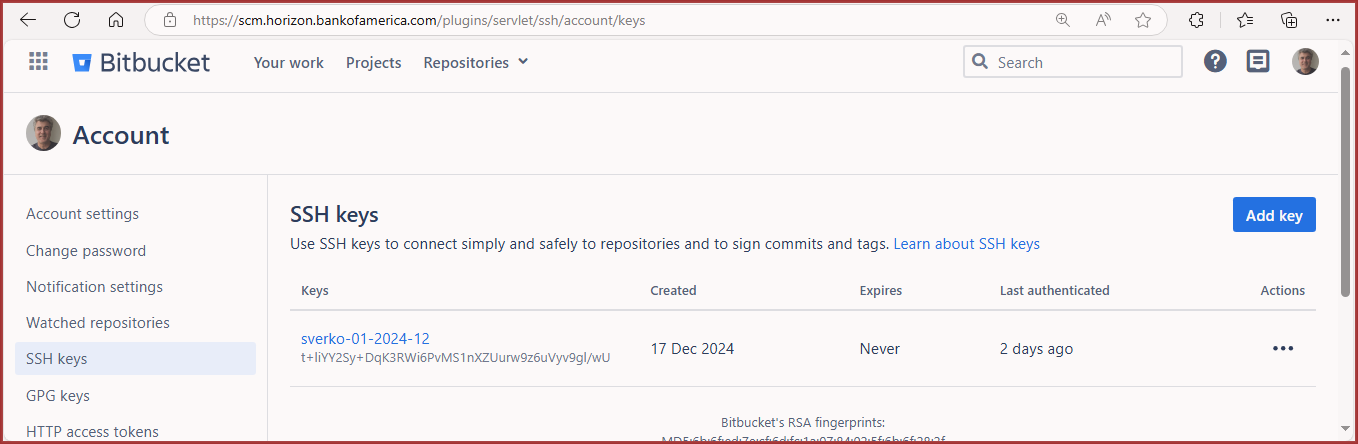 https://scm.horizon.bankofamerica.com/plugins/servlet/ssh/account/keys
Bitbucket Your work Projects Repositories Search
Account
Account settings
Change password
Notification settings
Watched repositories
SSH keys
GPG keys
HTTP access tokens
SSH keys
Add key
Use SSH keys to connect simply and safely to repositories and to sign commits and tags. Learn about SSH keys
Keys Created Expires Last authenticated Actions
sverko-01-2024-12
t+liYY2Sy+DqK3RWi6PvMS1nXZUurw9z6uVyv9gl/wU
17 Dec 2024 Never 2 days ago
Bitbucket's RSA fingerprints: